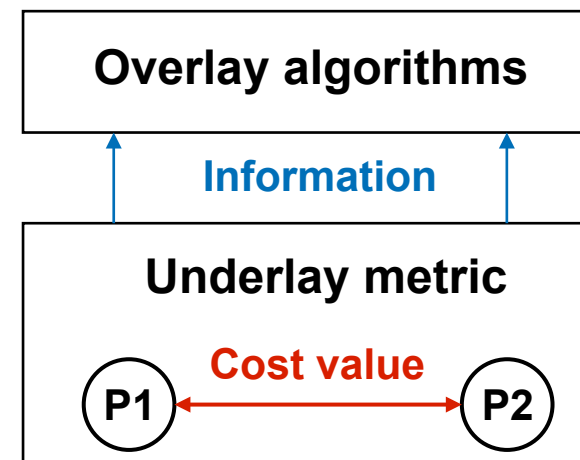 Overlay algorithms
Information
Underlay metric
Cost value
P1
P2